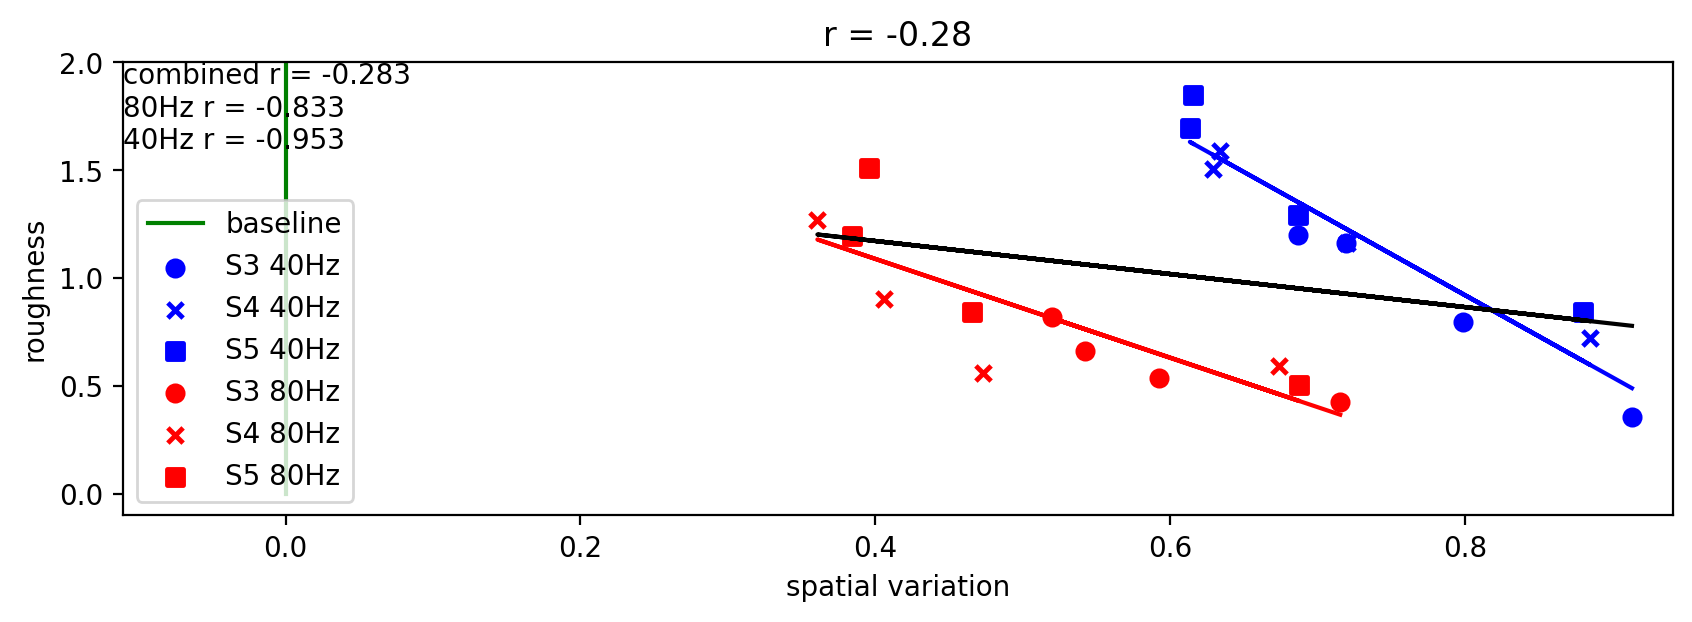 r = -0.28
combined r = -0.283
80Hz r = -0.833
40Hz r = -0.953
baseline
S3 40Hz
S4 40Hz
S5 40Hz
S3 80Hz
S4 80Hz
S5 80Hz
roughness
2.0
1.5
1.0
0.5
0.0
0.0 0.2 0.4 0.6 0.8
spatial variation